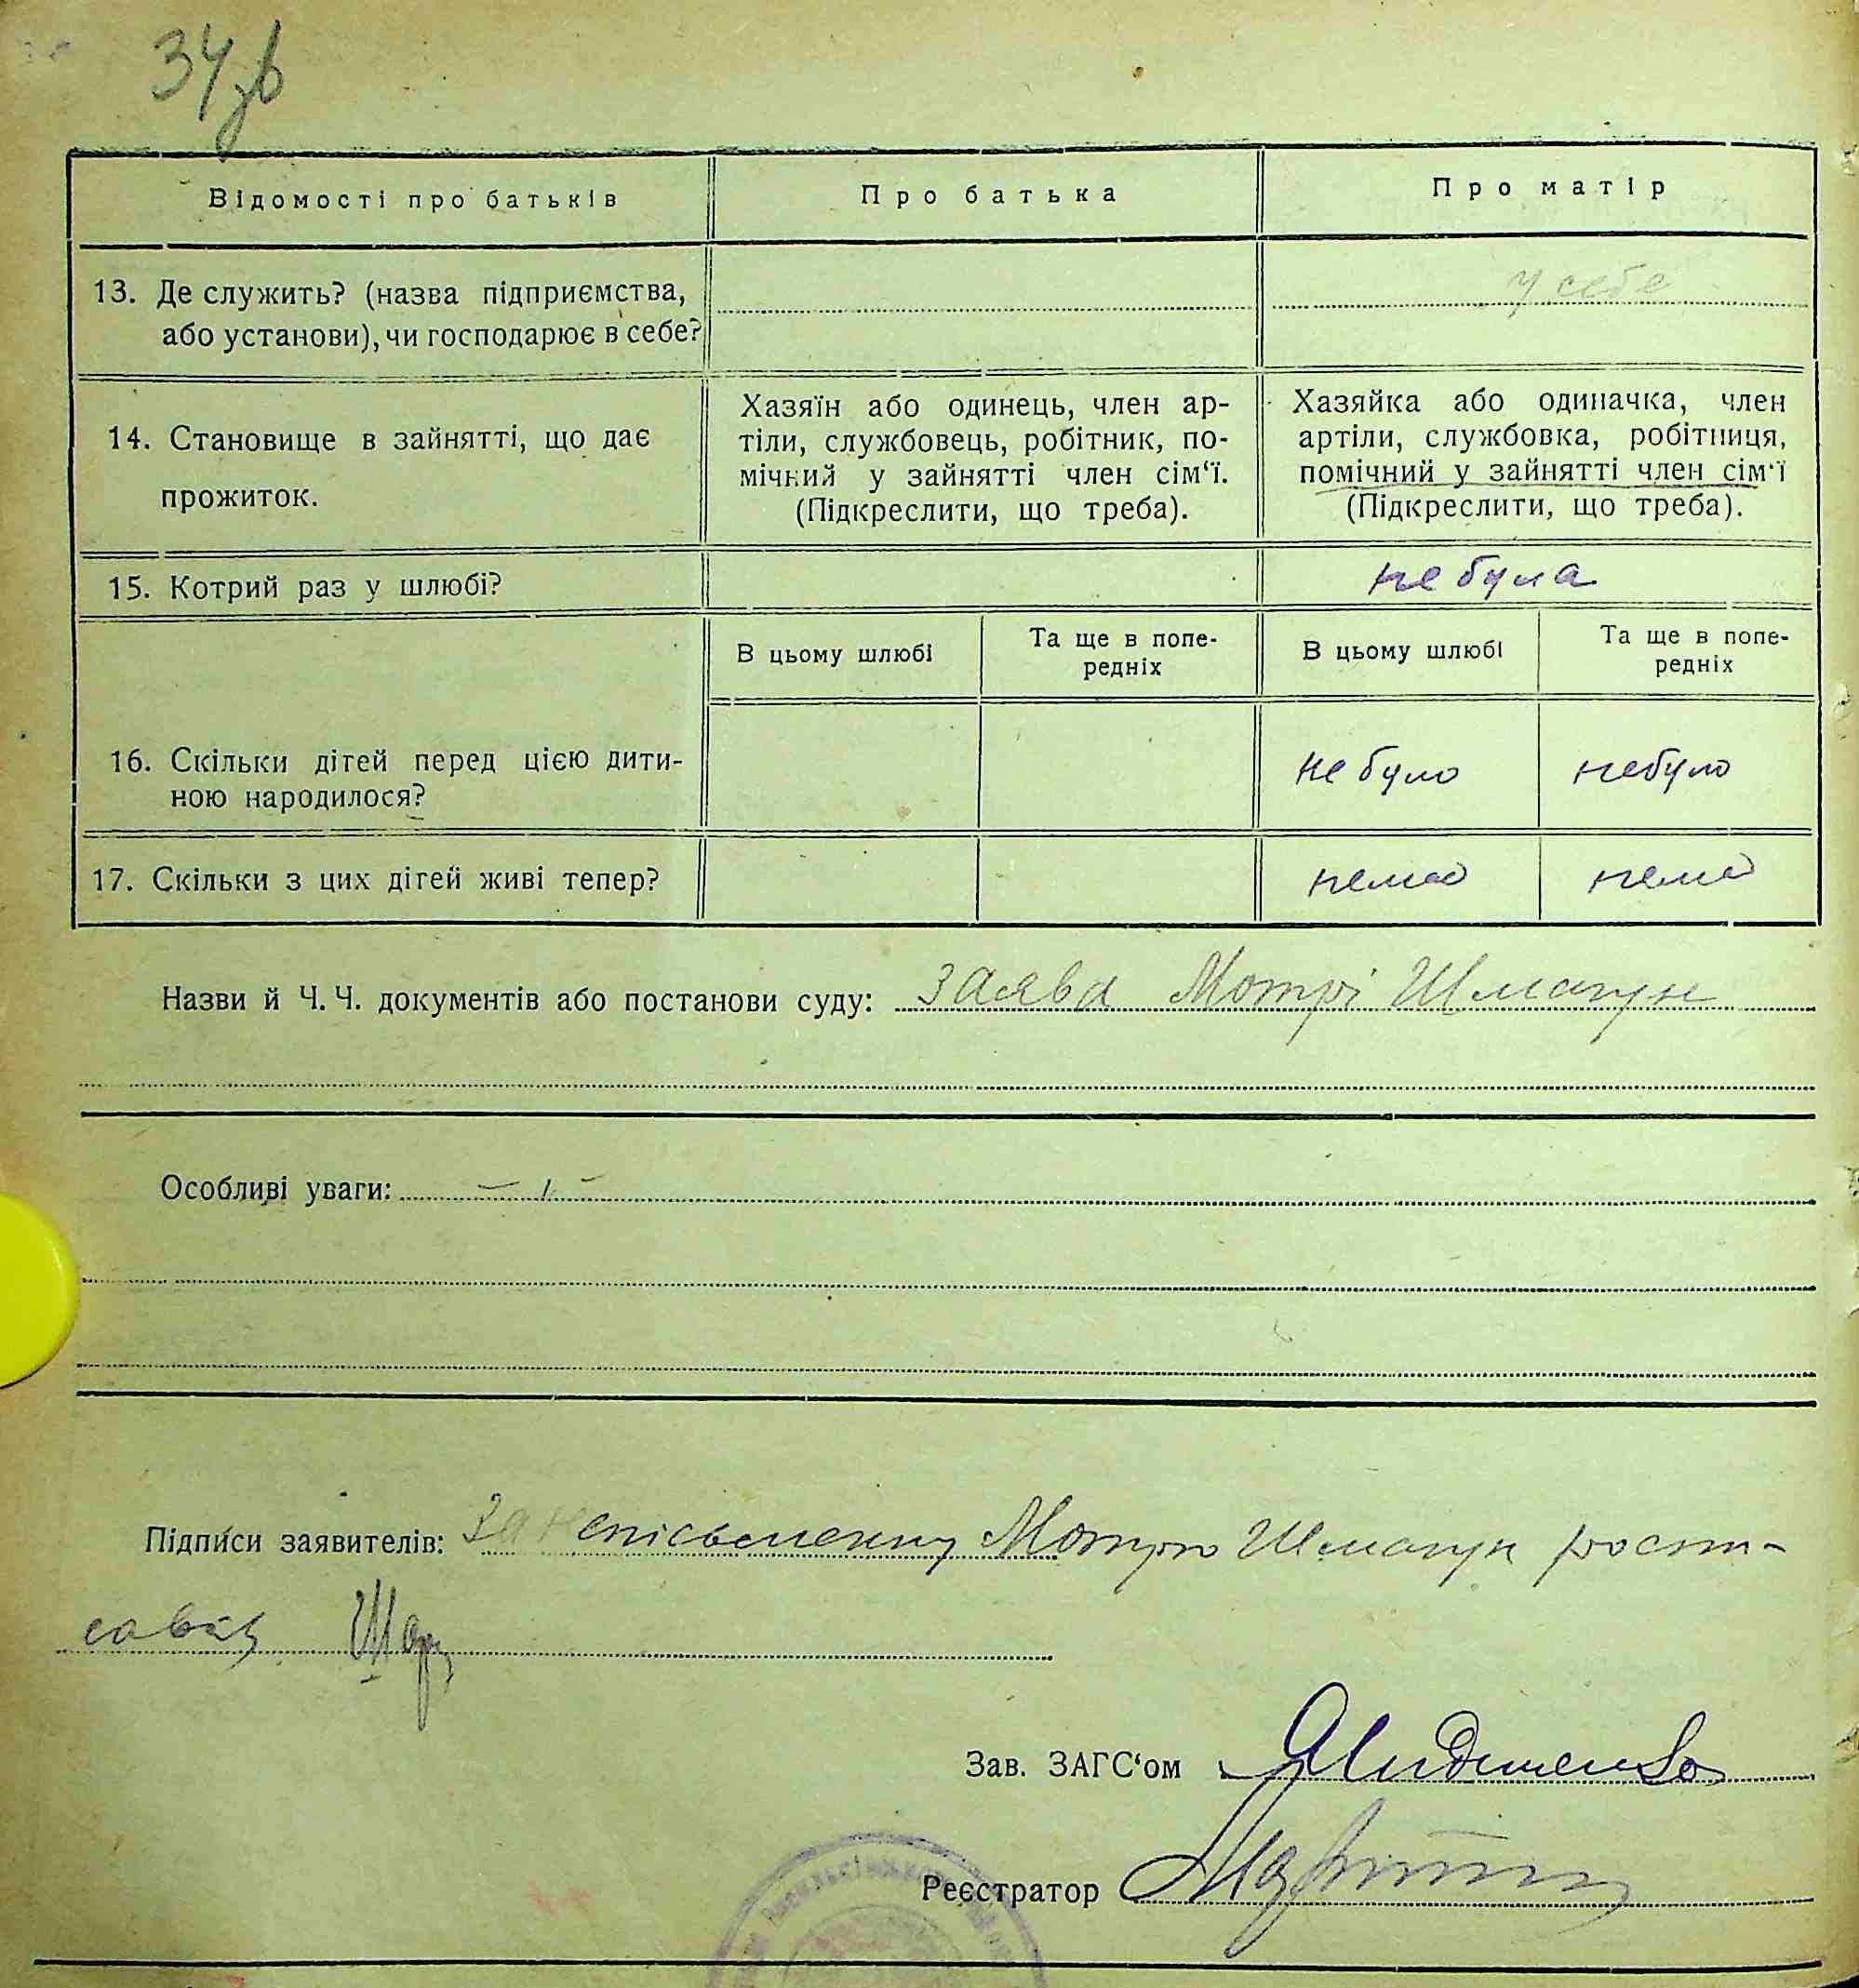 34зв
Відомості про батьків
Про батька
Про матір
13. Де служить? (назва підприємства,
або установи), чи господарює в себе?
у себе
14. Становище в зайнятті, що дає
прожиток.
Хазяїн або одинець, член ар-
тіли, службовець, робітник, по-
мічний у зайнятті член сім‘ї.
(Підкреслити, що треба).
Хазяйка або одиначка, член
артіли, службовка, робітниця,
помічний у зайнятті член сім‘ї
(Підкреслити, що треба).
15. Котрий раз у шлюбі?
не була
В цьому шлюбі
Та ще в попе-
редніх
В цьому шлюбі
Та ще в попе-
редніх
16. Скільки дітей перед цією дити-
ною народилося?
не було
небуло
17. Скільки з цих дітей живі тепер?
немає
немає
Назви й Ч. Ч. документів або постанови суду: заява Мотрі Шмагун
Особливі уваги: – ı –
Підписи заявителів: За неписьменну Мотрю Шмагун
Зав. ЗАГС‘ом
Реєстратор